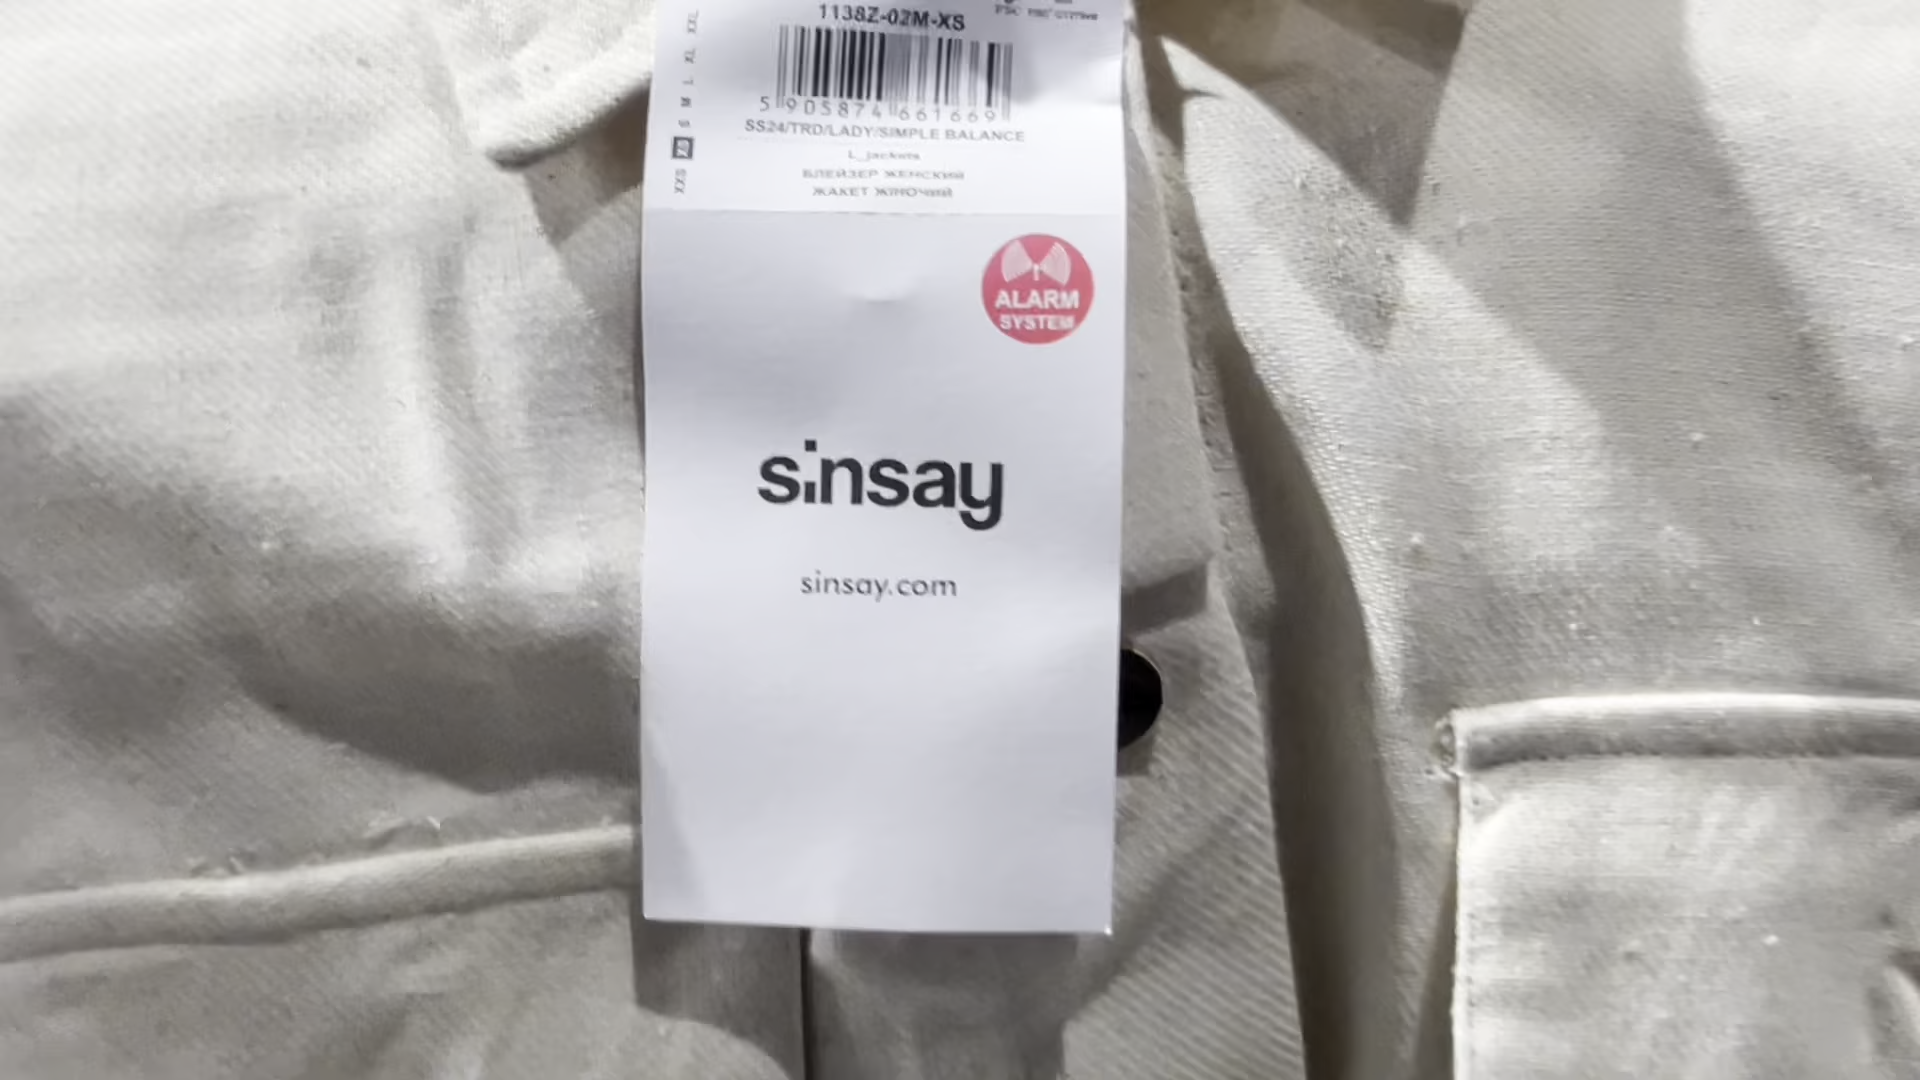 1138Z-02M-XS
XXS XS S M L XL XXL
5 905874 661669
SS24/TRD/LADY/SIMPLE BALANCE
L_jackets
БЛЕЙЗЕР ЖЕНСКИЙ
ЖАКЕТ ЖІНОЧИЙ
ALARM
SYSTEM
sinsay
sinsay.com